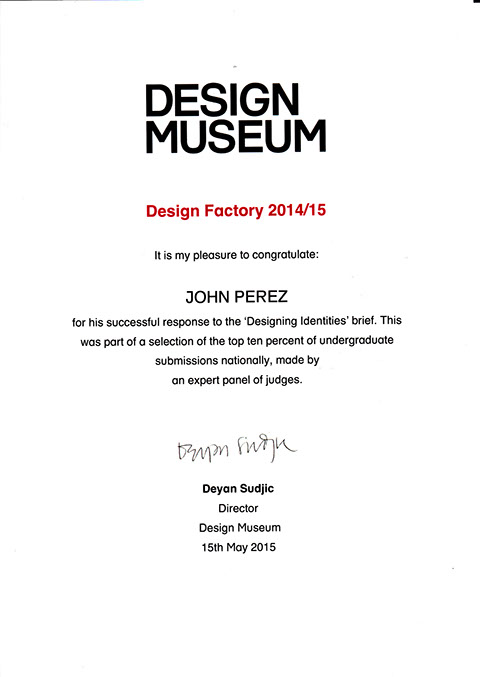 DESIGN
MUSEUM
Design Factory 2014/15
It is my pleasure to congratulate:
JOHN PEREZ
for his successful response to the ‘Designing Identities’ brief. This
was part of a selection of the top ten percent of undergraduate
submissions nationally, made by
an expert panel of judges.
Deyan Sudjic
Deyan Sudjic
Director
Design Museum
15th May 2015